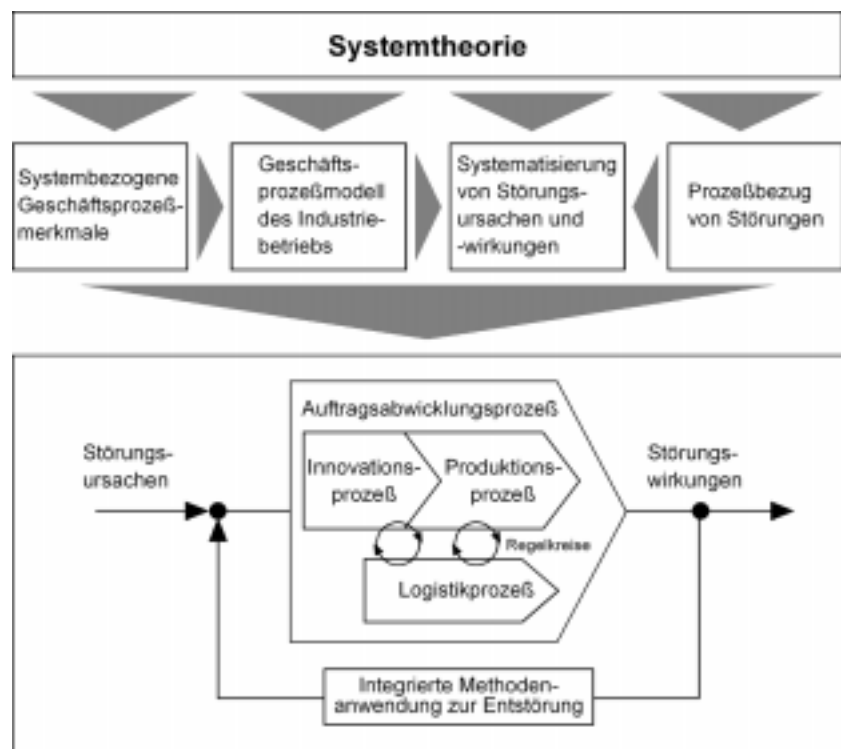 Systemtheorie
Systembezogene
Geschäftsprozeß-
merkmale
Geschäfts-
prozeßmodell
des Industrie-
betriebs
Systematisierung
von Störungs-
ursachen und
-wirkungen
Prozeßbezug
von Störungen
Auftragsabwicklungsprozeß
Störungs-
ursachen
Innovations-
prozeß
Produktions-
prozeß
Störungs-
wirkungen
Regelkreise
Logistikprozeß
Integrierte Methoden-
anwendung zur Entstörung